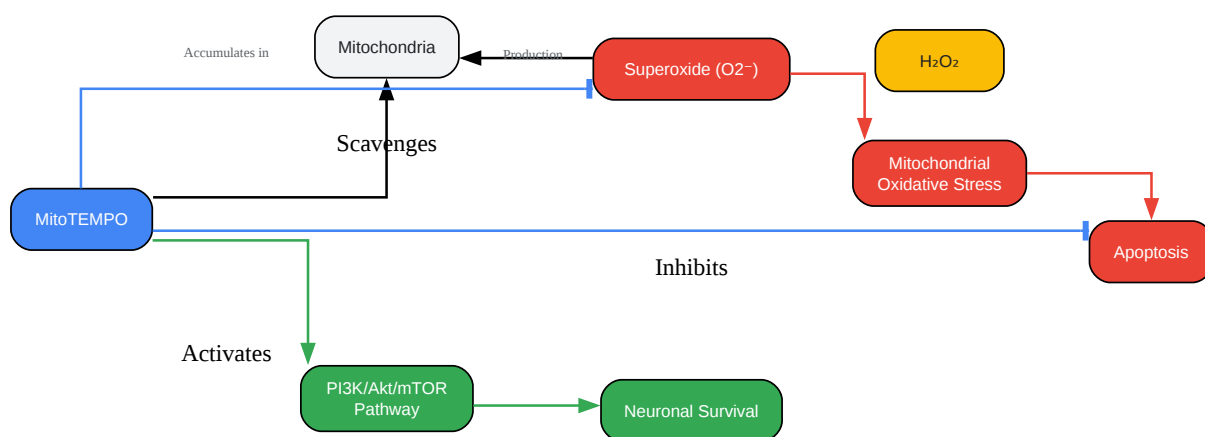 Accumulates in
Mitochondria
Production
Superoxide (O2⁻)
H₂O₂
Scavenges
Mitochondrial
Oxidative Stress
MitoTEMPO
Apoptosis
Inhibits
Activates
PI3K/Akt/mTOR
Pathway
Neuronal Survival